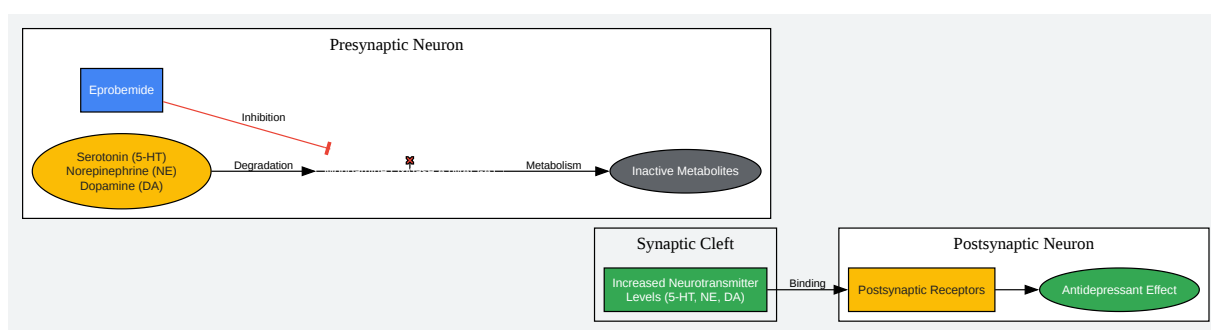 Presynaptic Neuron
Eprobemide
Inhibition
Serotonin (5-HT)
Norepinephrine (NE)
Dopamine (DA)
Degradation
Metabolism
Inactive Metabolites
Synaptic Cleft
Increased Neurotransmitter
Levels (5-HT, NE, DA)
Binding
Postsynaptic Neuron
Postsynaptic Receptors
Antidepressant Effect